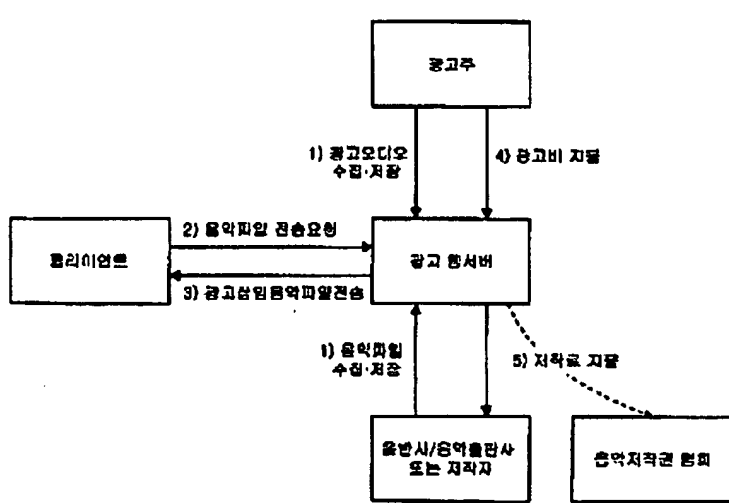 광고주
1) 광고오디오
수집·저장
4) 광고비 지불
2) 음악파일 전송요청
클라이언트
광고 웹서버
3) 광고삽입음악파일전송
1) 음악파일
수집·저장
5) 저작료 지불
음반사/음악출판사
또는 저작자
음악저작권 협회